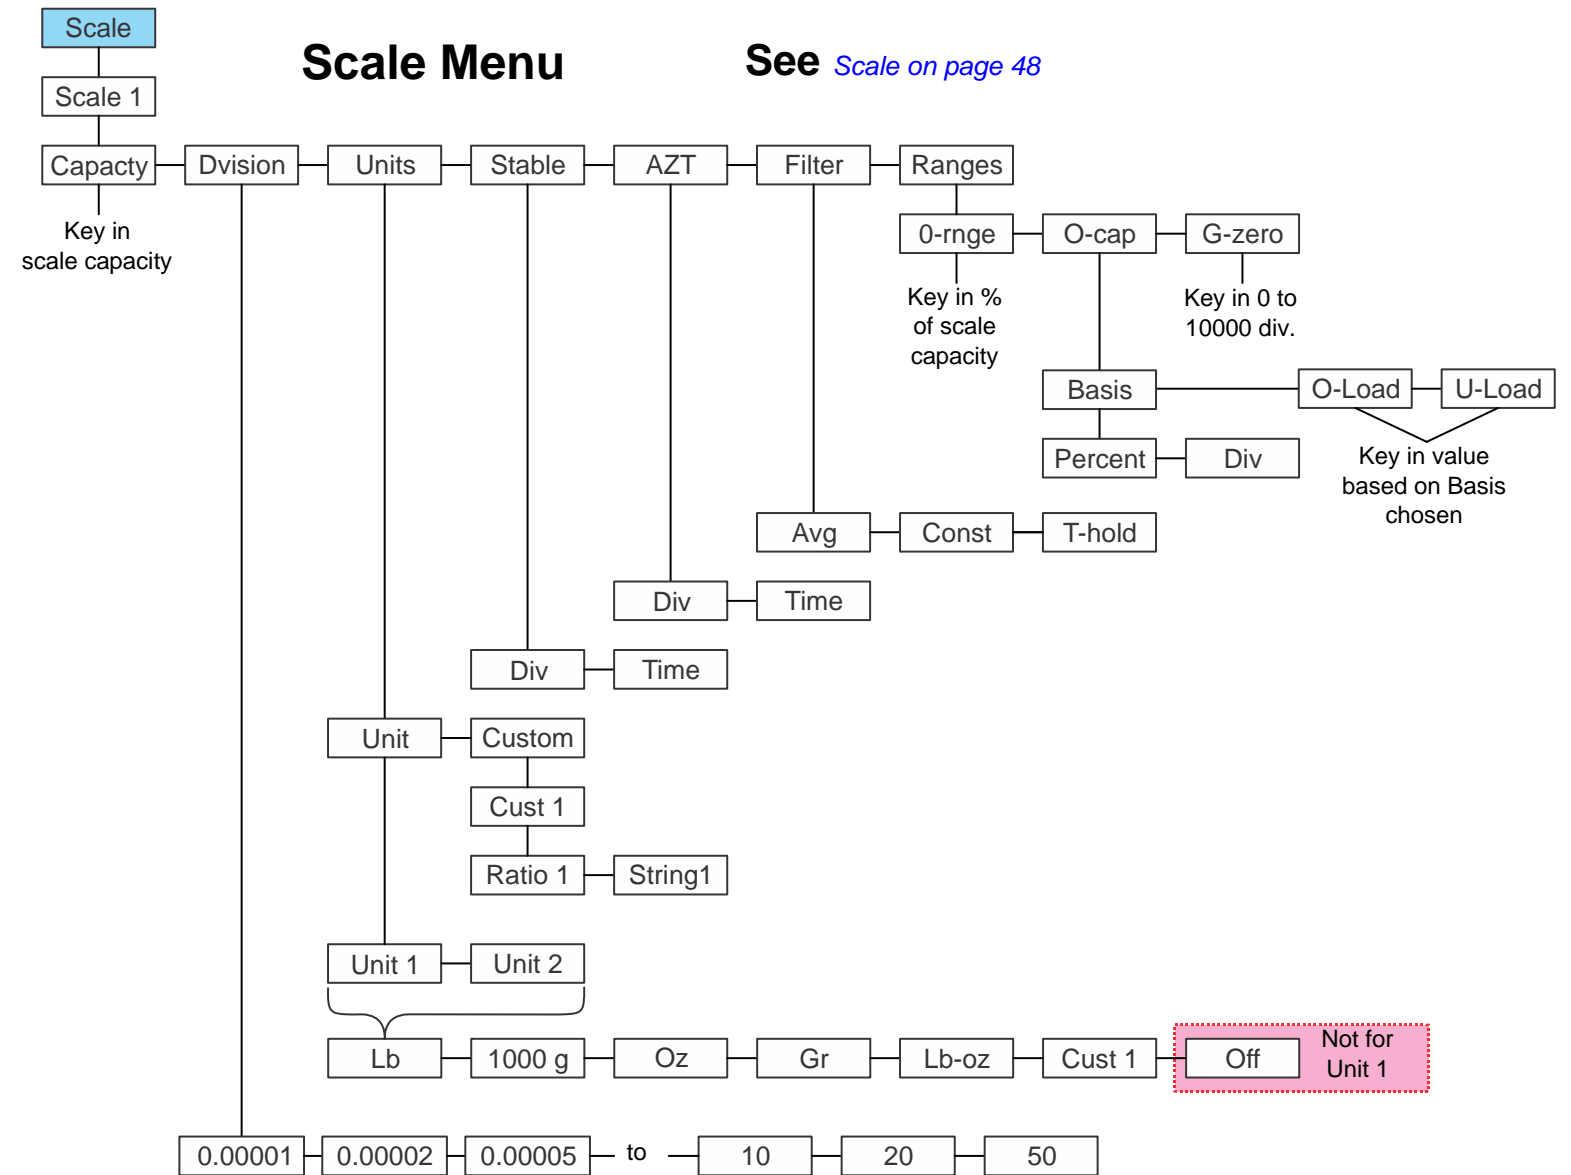 Scale
Scale Menu
See Scale on page 48
Scale 1
Capacty
Dvision
Units
Stable
AZT
Filter
Ranges
Key in
scale capacity
0-rnge
O-cap
G-zero
Key in %
of scale
capacity
Key in 0 to
10000 div.
Basis
O-Load
U-Load
Percent
Div
Key in value
based on Basis
chosen
Avg
Const
T-hold
Div
Time
Div
Time
Unit
Custom
Cust 1
Ratio 1
String1
Unit 1
Unit 2
Lb
1000 g
Oz
Gr
Lb-oz
Cust 1
Off
Not for
Unit 1
0.00001
0.00002
0.00005
to
10
20
50